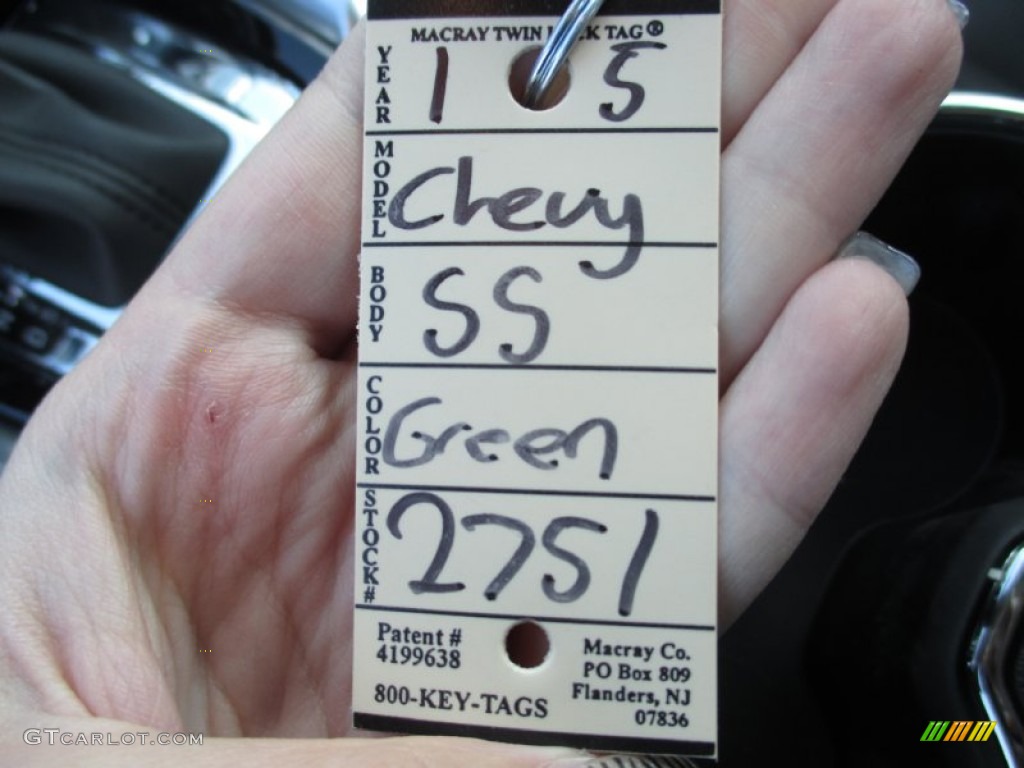 MACRAY TWIN LOCK TAG®
YEAR 1 5
MODEL Chevy
BODY SS
COLOR Green
STOCK# 2751
Patent #
4199638
800-KEY-TAGS
Macray Co.
PO Box 809
Flanders, NJ
07836
GTCARLOT.COM